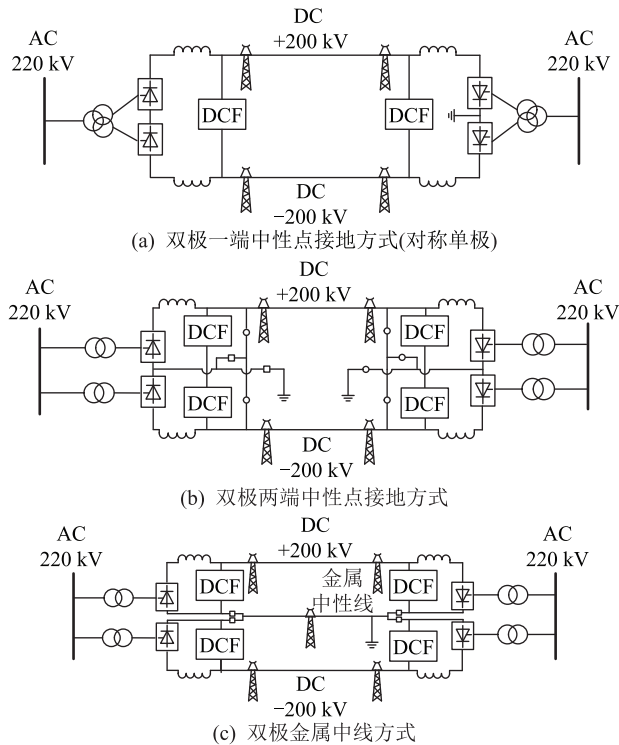 DC
+200 kV
AC
220 kV
AC
220 kV
DCF
DCF
DC
−200 kV
(a) 双极一端中性点接地方式(对称单极)
DC
+200 kV
AC
220 kV
AC
220 kV
DCF
DCF
DCF
DCF
DC
−200 kV
(b) 双极两端中性点接地方式
DC
+200 kV
AC
220 kV
AC
220 kV
金属
中性线
DCF
DCF
DCF
DCF
DC
−200 kV
(c) 双极金属中线方式